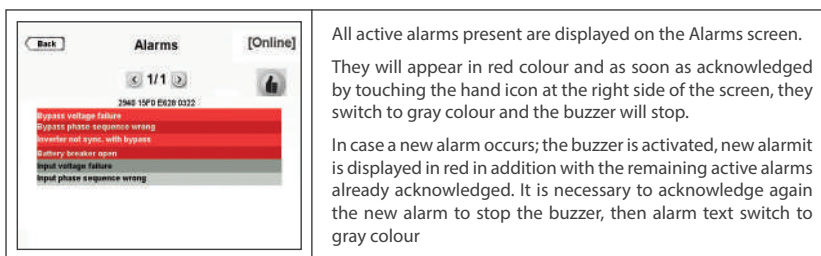 Back
Alarms
[Online]
1/1
2940 15F0 E628 0322
Bypass voltage failure
Bypass phase sequence wrong
Inverter not sync. with bypass
Battery breaker open
Input voltage failure
Input phase sequence wrong
All active alarms present are displayed on the Alarms screen.
They will appear in red colour and as soon as acknowledged
by touching the hand icon at the right side of the screen, they
switch to gray colour and the buzzer will stop.
In case a new alarm occurs; the buzzer is activated, new alarmit
is displayed in red in addition with the remaining active alarms
already acknowledged. It is necessary to acknowledge again
the new alarm to stop the buzzer, then alarm text switch to
gray colour